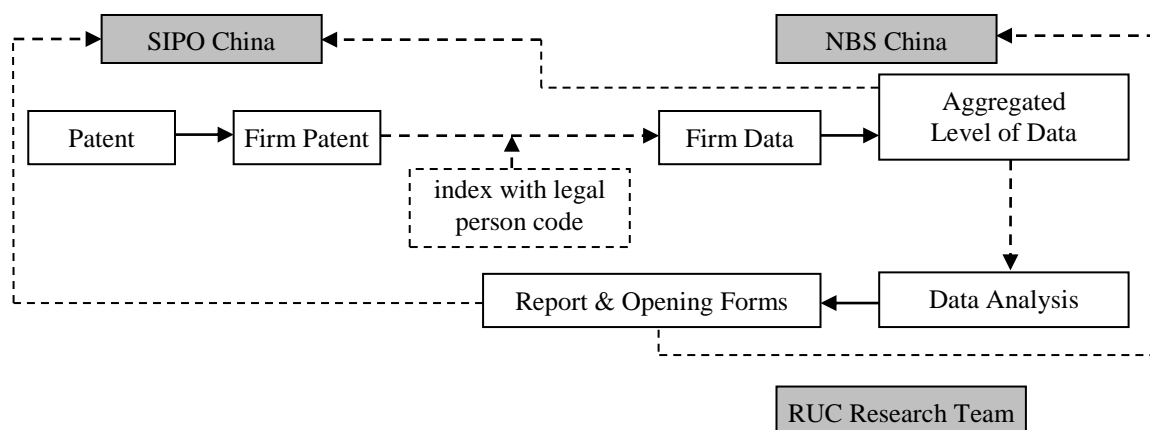 SIPO China
NBS China
Patent
Firm Patent
Firm Data
Aggregated
Level of Data
index with legal
person code
Report & Opening Forms
Data Analysis
RUC Research Team